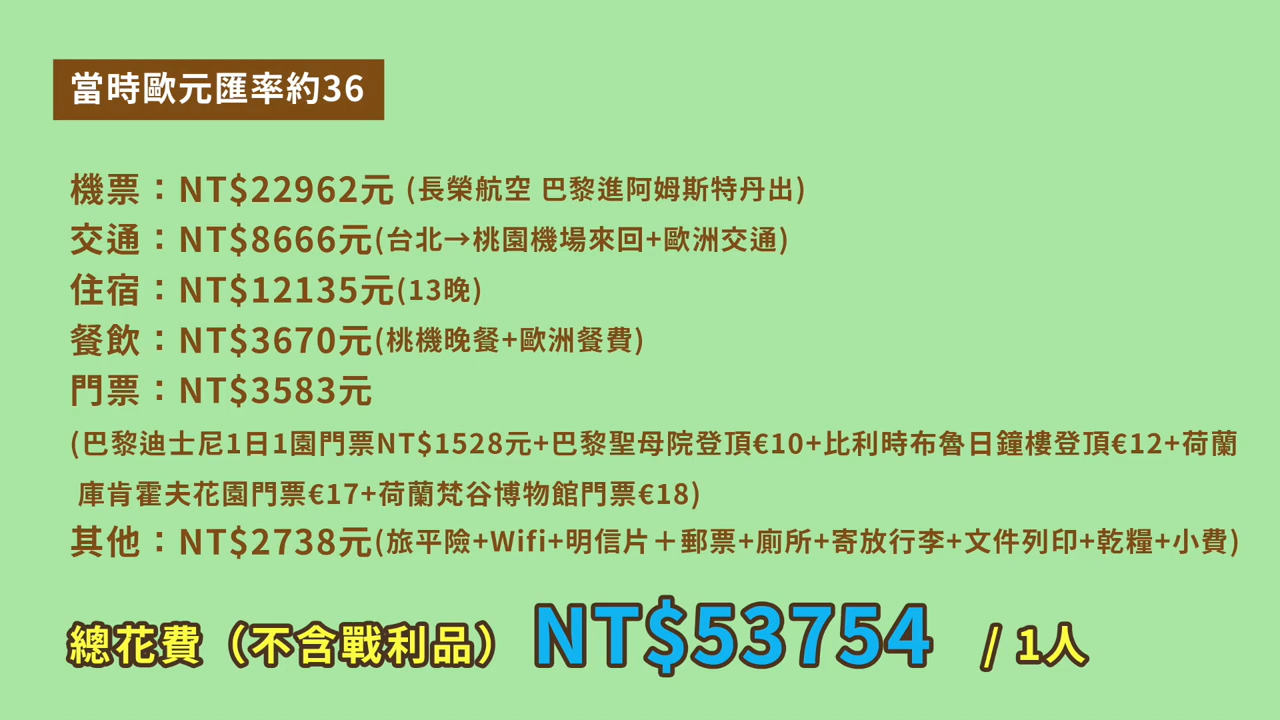 當時歐元匯率約36
機票：NT$22962元 (長榮航空 巴黎進阿姆斯特丹出)
交通：NT$8666元(台北→桃園機場來回+歐洲交通)
住宿：NT$12135元(13晚)
餐飲：NT$3670元(桃機晚餐+歐洲餐費)
門票：NT$3583元
(巴黎迪士尼1日1園門票NT$1528元+巴黎聖母院登頂€10+比利時布魯日鐘樓登頂€12+荷蘭
庫肯霍夫花園門票€17+荷蘭梵谷博物館門票€18)
其他：NT$2738元(旅平險+Wifi+明信片＋郵票+廁所+寄放行李+文件列印+乾糧+小費)
總花費（不含戰利品） NT$53754 / 1人